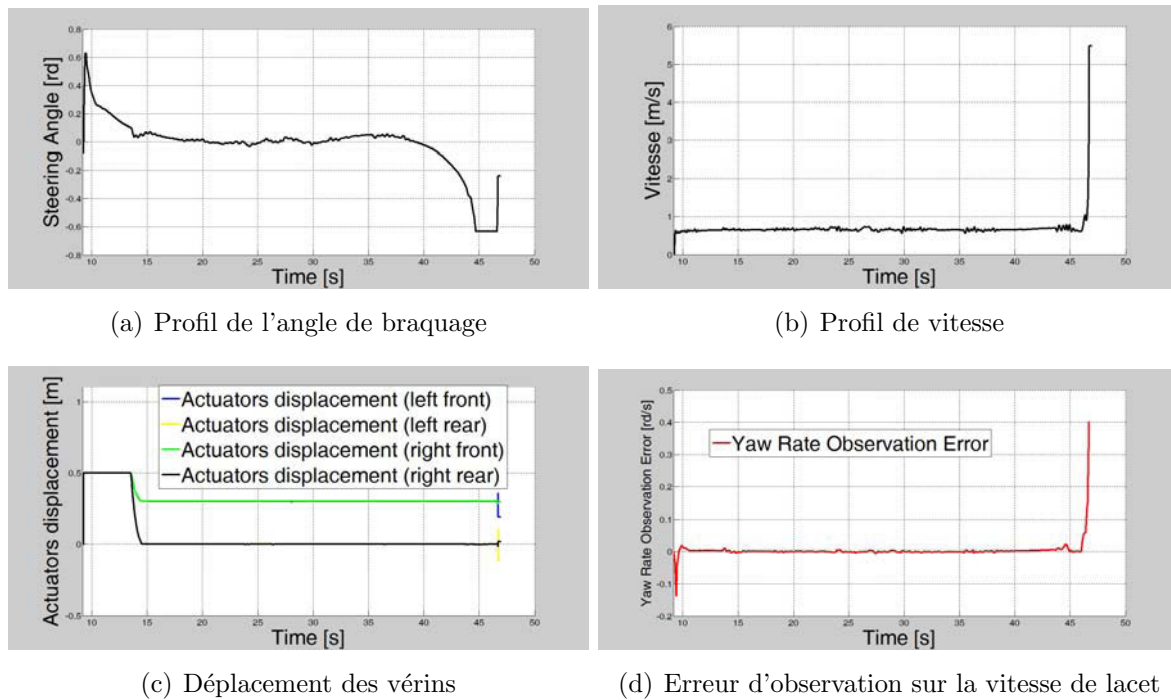 Steering Angle [rd]
0.8
0.6
0.4
0.2
0
-0.2
-0.4
-0.6
-0.8
10 15 20 25 30 35 40 45 50
Time [s]
(a) Profil de l'angle de braquage
Vitesse [m/s]
6
5
4
3
2
1
0
10 15 20 25 30 35 40 45 50
Time [s]
(b) Profil de vitesse
Actuators displacement [m]
1
0.5
0
-0.5
Actuators displacement (left front)
Actuators displacement (left rear)
Actuators displacement (right front)
Actuators displacement (right rear)
10 15 20 25 30 35 40 45 50
Time [s]
(c) Déplacement des vérins
Yaw Rate Observation Error [rd/s]
0.5
0.4
0.3
0.2
0.1
0
-0.1
-0.2
Yaw Rate Observation Error
10 15 20 25 30 35 40 45 50
Time [s]
(d) Erreur d'observation sur la vitesse de lacet